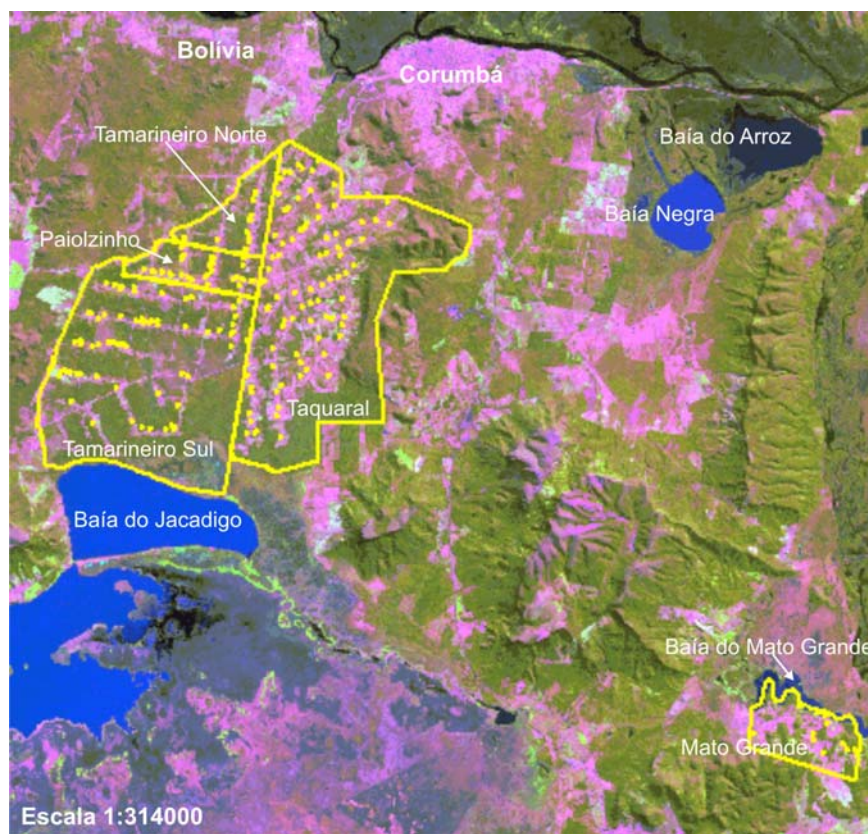 Bolívia
Corumbá
Tamarineiro Norte
Baía do Arroz
Baía Negra
Paiolzinho
Taquaral
Tamarineiro Sul
Baía do Jacadigo
Baía do Mato Grande
Mato Grande
Escala 1:314000